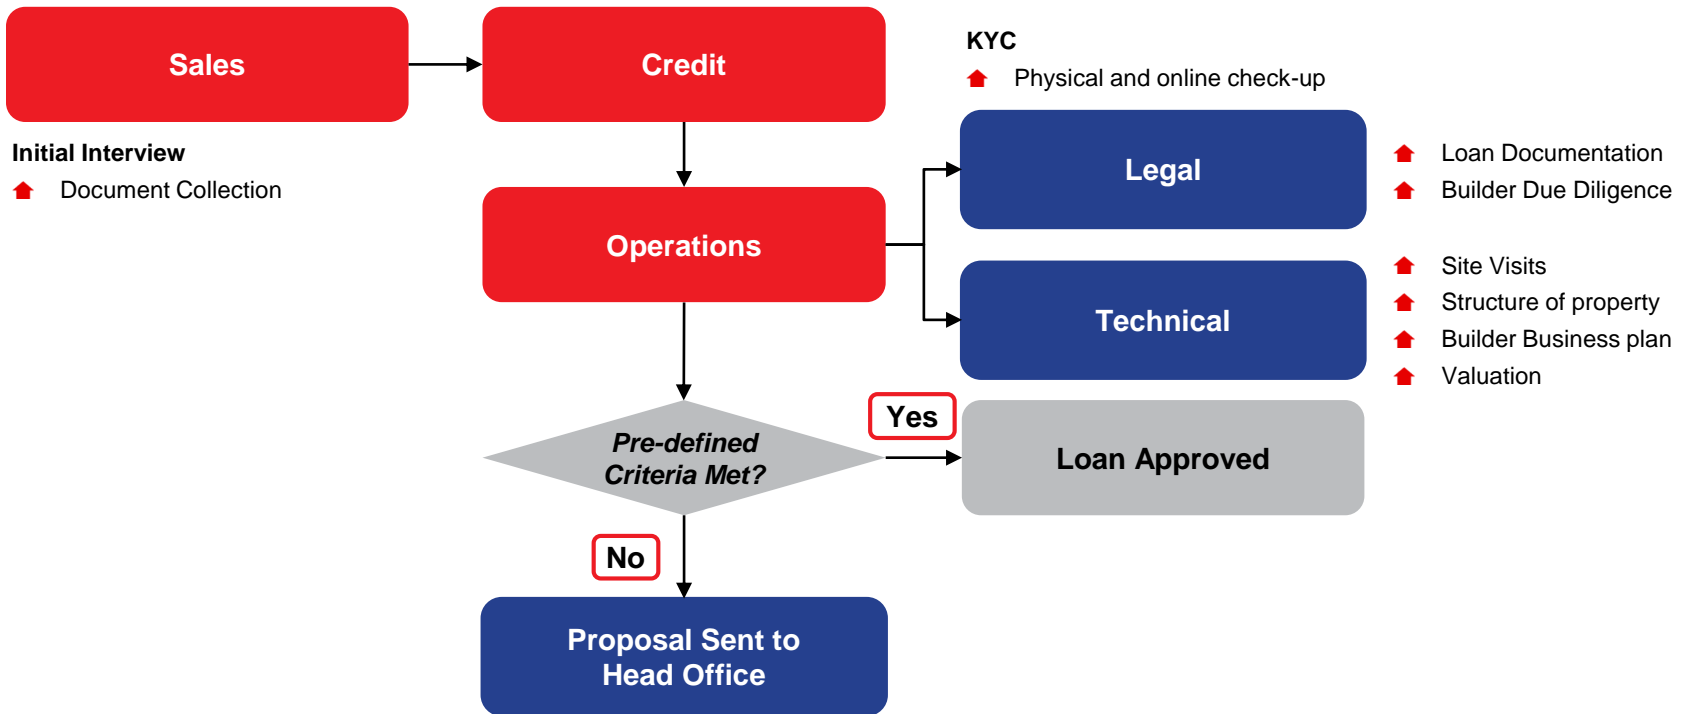 Sales
Credit
KYC
Physical and online check-up
Initial Interview
Document Collection
Legal
Loan Documentation
Builder Due Diligence
Operations
Technical
Site Visits
Structure of property
Builder Business plan
Valuation
Pre-defined
Criteria Met?
Yes
Loan Approved
No
Proposal Sent to
Head Office